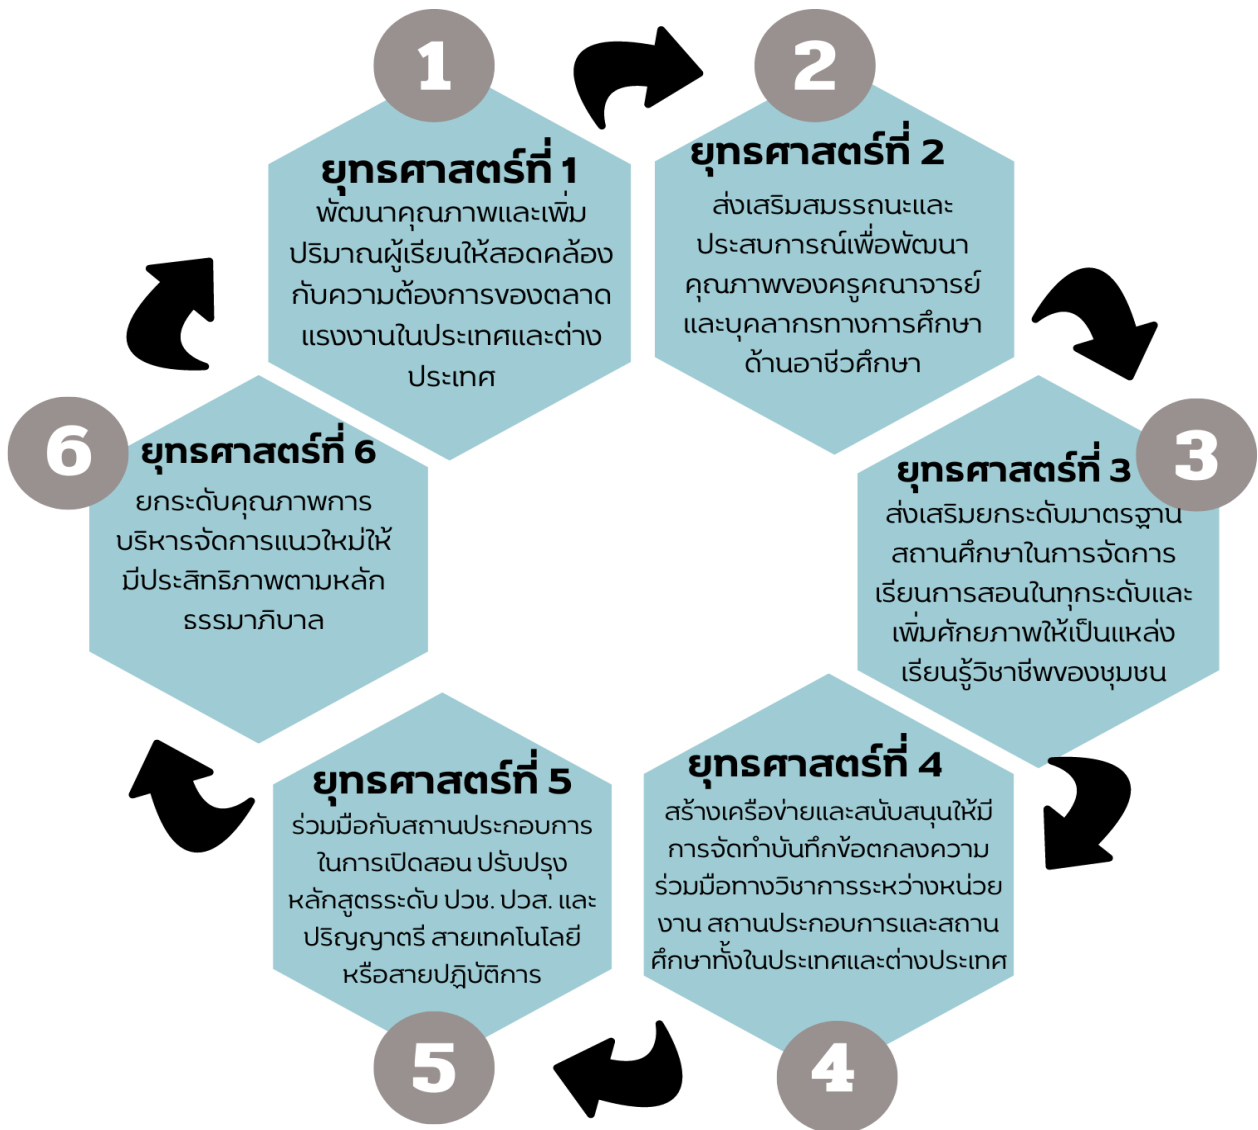 1
ยุทธศาสตร์ที่ 1
พัฒนาคุณภาพและเพิ่ม
ปริมาณผู้เรียนให้สอดคล้อง
กับความต้องการของตลาด
แรงงานในประเทศและต่าง
ประเทศ
2
ยุทธศาสตร์ที่ 2
ส่งเสริมสมรรถนะและ
ประสบการณ์เพื่อพัฒนา
คุณภาพของครูคณาจารย์
และบุคลากรทางการศึกษา
ด้านอาชีวศึกษา
3
ยุทธศาสตร์ที่ 3
ส่งเสริมยกระดับมาตรฐาน
สถานศึกษาในการจัดการ
เรียนการสอนในทุกระดับและ
เพิ่มศักยภาพให้เป็นแหล่ง
เรียนรู้วิชาชีพของชุมชน
ยุทธศาสตร์ที่ 4
สร้างเครือข่ายและสนับสนุนให้มี
การจัดทำบันทึกข้อตกลงความ
ร่วมมือทางวิชาการระหว่างหน่วย
งาน สถานประกอบการและสถาน
ศึกษาทั้งในประเทศและต่างประเทศ
4
ยุทธศาสตร์ที่ 5
ร่วมมือกับสถานประกอบการ
ในการเปิดสอน ปรับปรุง
หลักสูตรระดับ ปวช. ปวส. และ
ปริญญาตรี สายเทคโนโลยี
หรือสายปฏิบัติการ
5
6
ยุทธศาสตร์ที่ 6
ยกระดับคุณภาพการ
บริหารจัดการแนวใหม่ให้
มีประสิทธิภาพตามหลัก
ธรรมาภิบาล